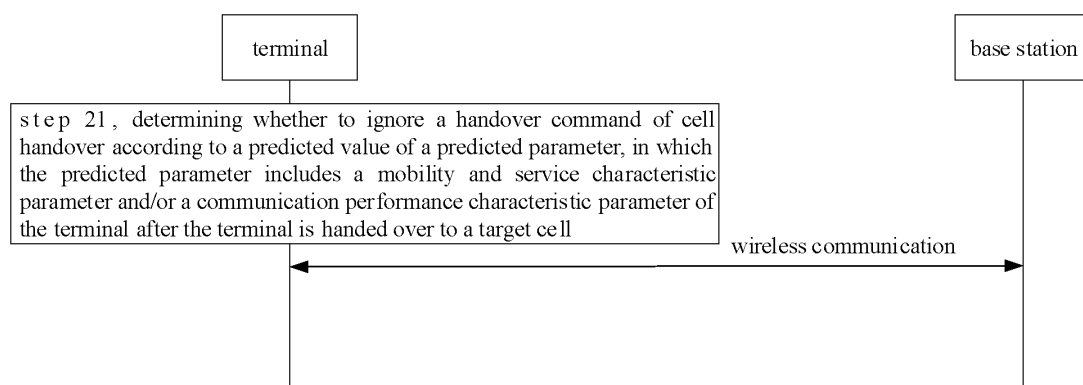 terminal
base station
step 21, determining whether to ignore a handover command of cell
handover according to a predicted value of a predicted parameter, in which
the predicted parameter includes a mobility and service characteristic
parameter and/or a communication performance characteristic parameter of
the terminal after the terminal is handed over to a target cell
wireless communication